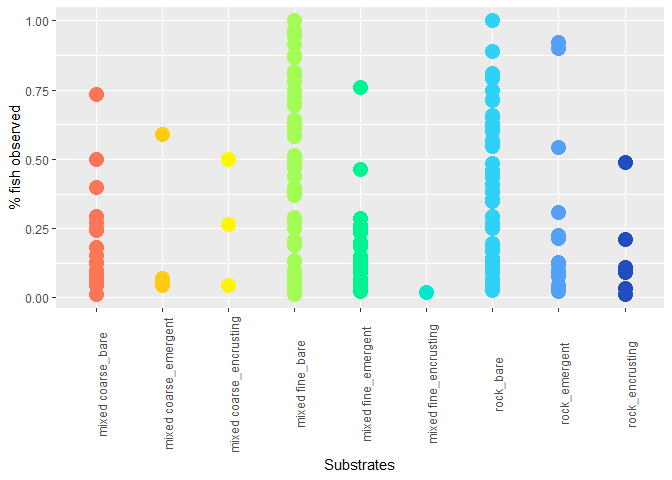 1.00
0.75
0.50
0.25
0.00
% fish observed
mixed coarse_bare
mixed coarse_emergent
mixed coarse_encrusting
mixed fine_bare
mixed fine_emergent
mixed fine_encrusting
rock_bare
rock_emergent
rock_encrusting
Substrates